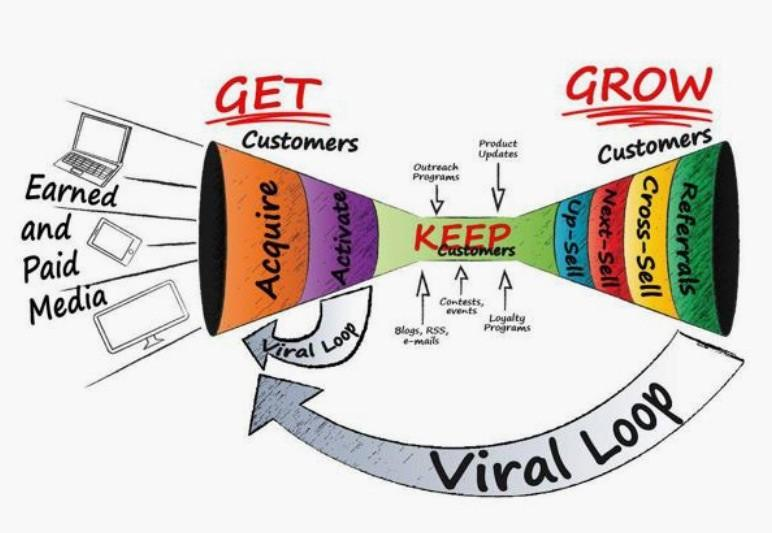 GET
Customers
GROW
Customers
Earned
and
Paid
Media
Acquire
Activate
Outreach
Programs
Product
Updates
KEEP
Customers
Blogs, RSS,
e-mails
Contests,
events
Loyalty
Programs
Up-Sell
Next-Sell
Cross-Sell
Referrals
Viral Loop
Viral Loop